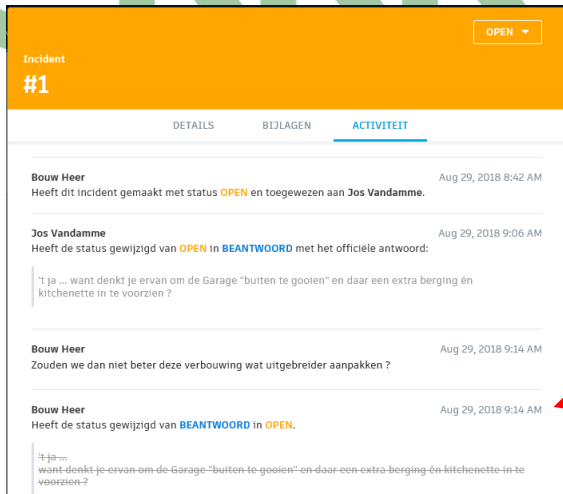 OPEN
Incident
#1
DETAILS BIJLAGEN ACTIVITEIT
Bouw Heer Aug 29, 2018 8:42 AM
Heeft dit incident gemaakt met status OPEN en toegewezen aan Jos Vandamme.
Jos Vandamme Aug 29, 2018 9:06 AM
Heeft de status gewijzigd van OPEN in BEANTWOORD met het officiële antwoord:
't ja ... want denkt je ervan om de Garage "buiten te gooien" en daar een extra berging én
kitchenette in te voorzien ?
Bouw Heer Aug 29, 2018 9:14 AM
Zouden we dan niet beter deze verbouwing wat uitgebreider aanpakken ?
Bouw Heer Aug 29, 2018 9:14 AM
Heeft de status gewijzigd van BEANTWOORD in OPEN.
't ja ...
want denkt je ervan om de Garage "buiten te gooien" en daar een extra berging én kitchenette in te
voorzien ?